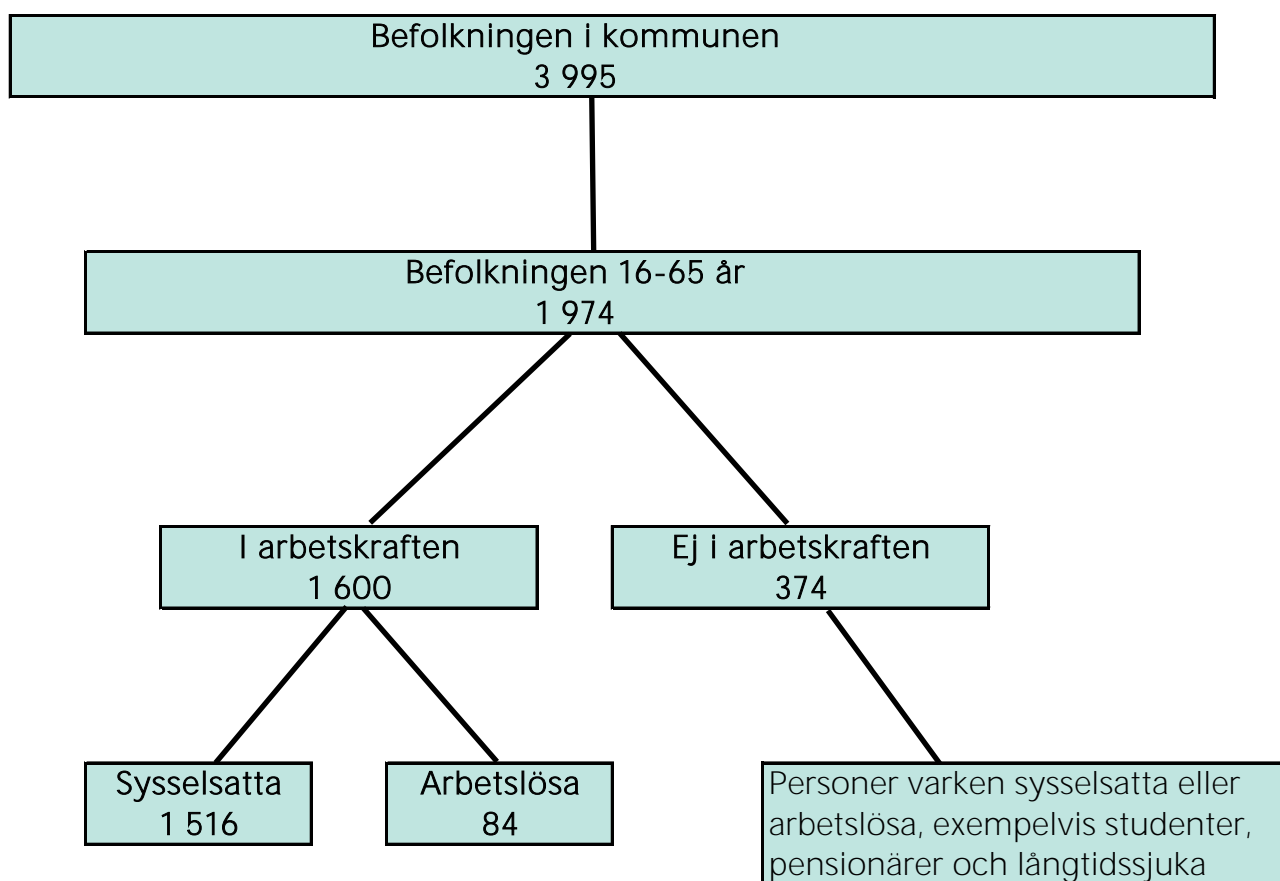 Befolkningen i kommunen
3 995
Befolkningen 16-65 år
1 974
I arbetskraften
1 600
Ej i arbetskraften
374
Sysselsatta
1 516
Arbetslösa
84
Personer varken sysselsatta eller
arbetslösa, exempelvis studenter,
pensionärer och långtidssjuka